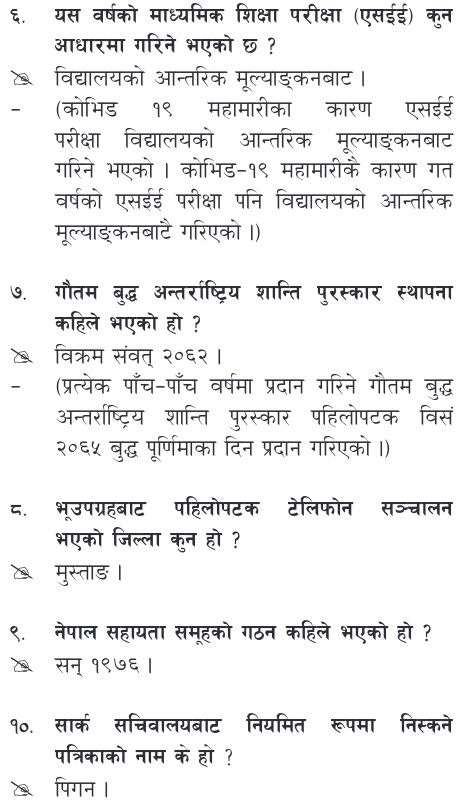 ६. यस वर्षको माध्यमिक शिक्षा परीक्षा (एसईई) कुन
आधारमा गरिने भएको छ ?
विद्यालयको आन्तरिक मूल्याङ्कनबाट ।
– (कोभिड १९ महामारीका कारण एसईई
परीक्षा विद्यालयको आन्तरिक मूल्याङ्कनबाट
गरिने भएको । कोभिड-१९ महामारीकै कारण गत
वर्षको एसईई परीक्षा पनि विद्यालयको आन्तरिक
मूल्याङ्कनबाटै गरिएको ।)
७. गौतम बुद्ध अन्तर्राष्ट्रिय शान्ति पुरस्कार स्थापना
कहिले भएको हो ?
विक्रम संवत् २०६२ ।
– (प्रत्येक पाँच-पाँच वर्षमा प्रदान गरिने गौतम बुद्ध
अन्तर्राष्ट्रिय शान्ति पुरस्कार पहिलोपटक विसं
२०६५ बुद्ध पूर्णिमाका दिन प्रदान गरिएको ।)
८. भूउपग्रहबाट पहिलोपटक टेलिफोन सञ्चालन
भएको जिल्ला कुन हो ?
मुस्ताङ ।
९. नेपाल सहायता समूहको गठन कहिले भएको हो ?
सन् १९७६ ।
१०. सार्क सचिवालयबाट नियमित रूपमा निस्कने
पत्रिकाको नाम के हो ?
पिगन ।